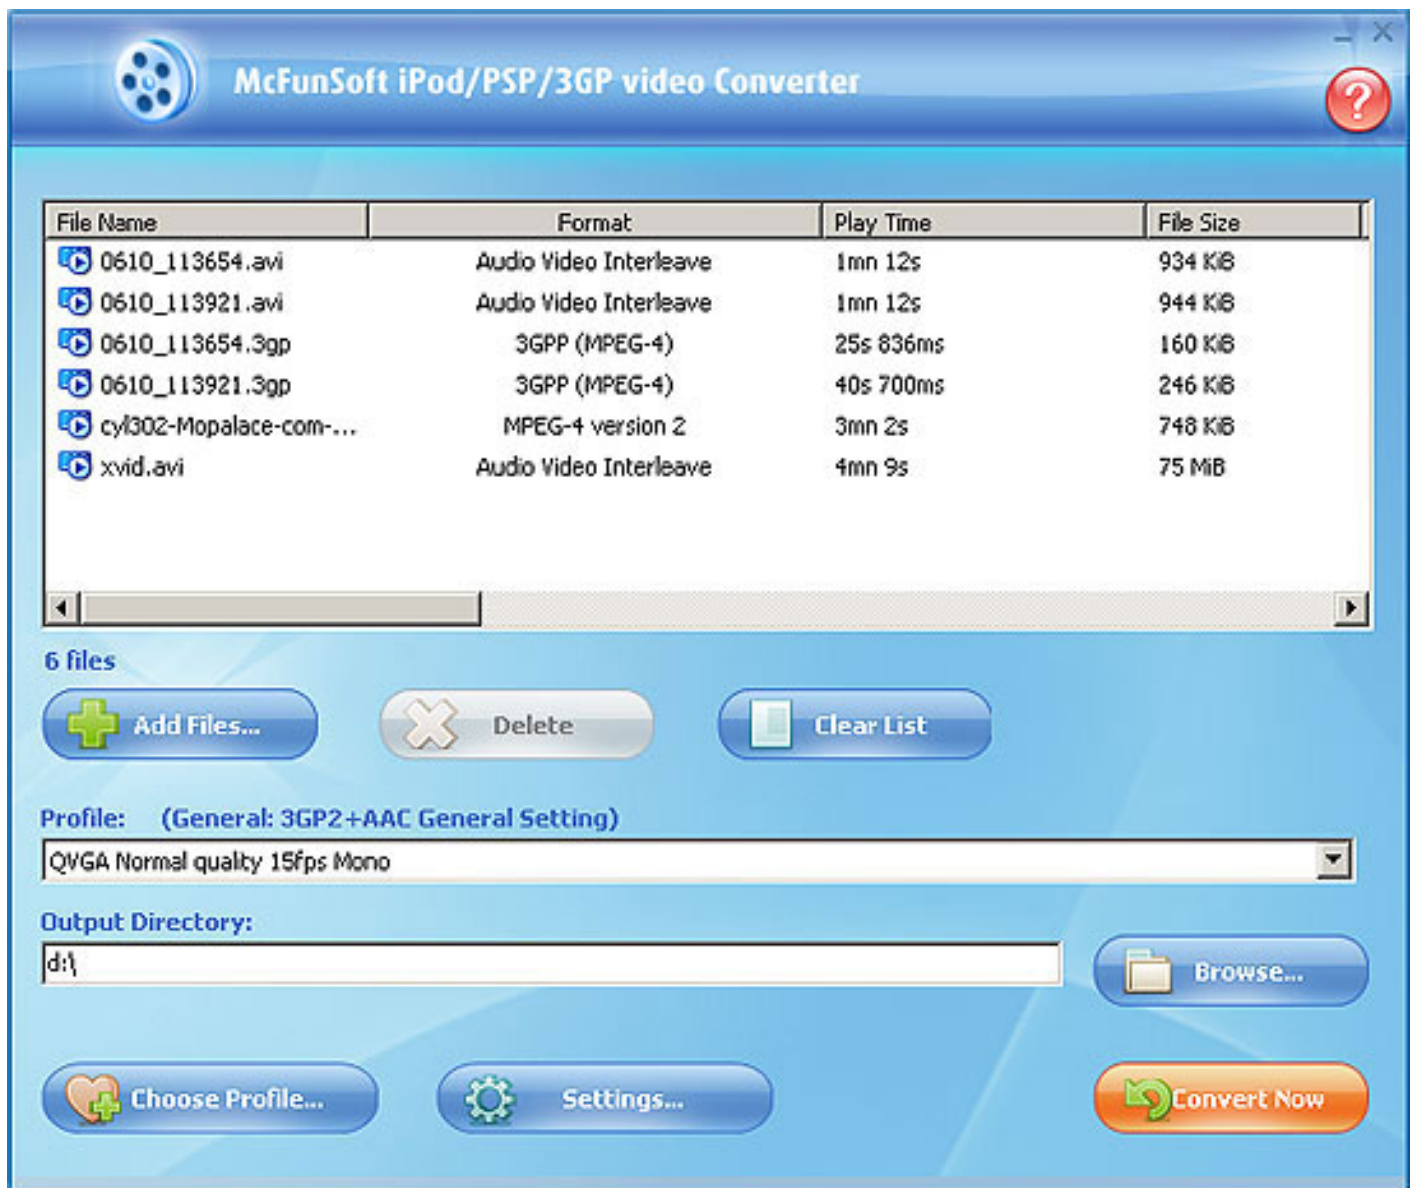 McFunSoft iPod/PSP/3GP video Converter
?
File Name Format Play Time File Size
0610_113654.avi Audio Video Interleave 1mn 12s 934 KiB
0610_113921.avi Audio Video Interleave 1mn 12s 944 KiB
0610_113654.3gp 3GPP (MPEG-4) 25s 836ms 160 KiB
0610_113921.3gp 3GPP (MPEG-4) 40s 700ms 246 KiB
cyl302-Mopalace-com-... MPEG-4 version 2 3mn 2s 748 KiB
xvid.avi Audio Video Interleave 4mn 9s 75 MiB
6 files
Add Files... Delete Clear List
Profile: (General: 3GP2+AAC General Setting)
QVGA Normal quality 15fps Mono
Output Directory:
d:\
Browse...
Choose Profile... Settings... Convert Now